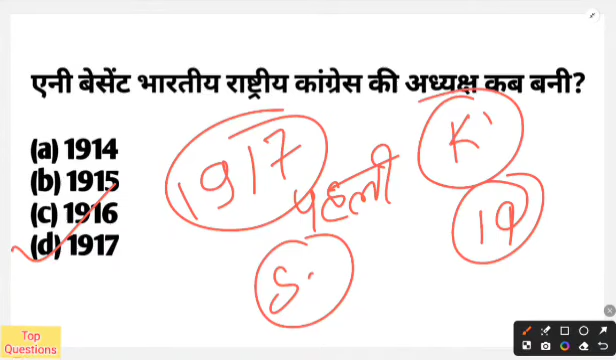 एनी बेसेंट भारतीय राष्ट्रीय कांग्रेस की अध्यक्ष कब बनी?
(a) 1914
(b) 1915
(c) 1916
(d) 1917
1917
पहली
K'
19
S.
Top
Questions